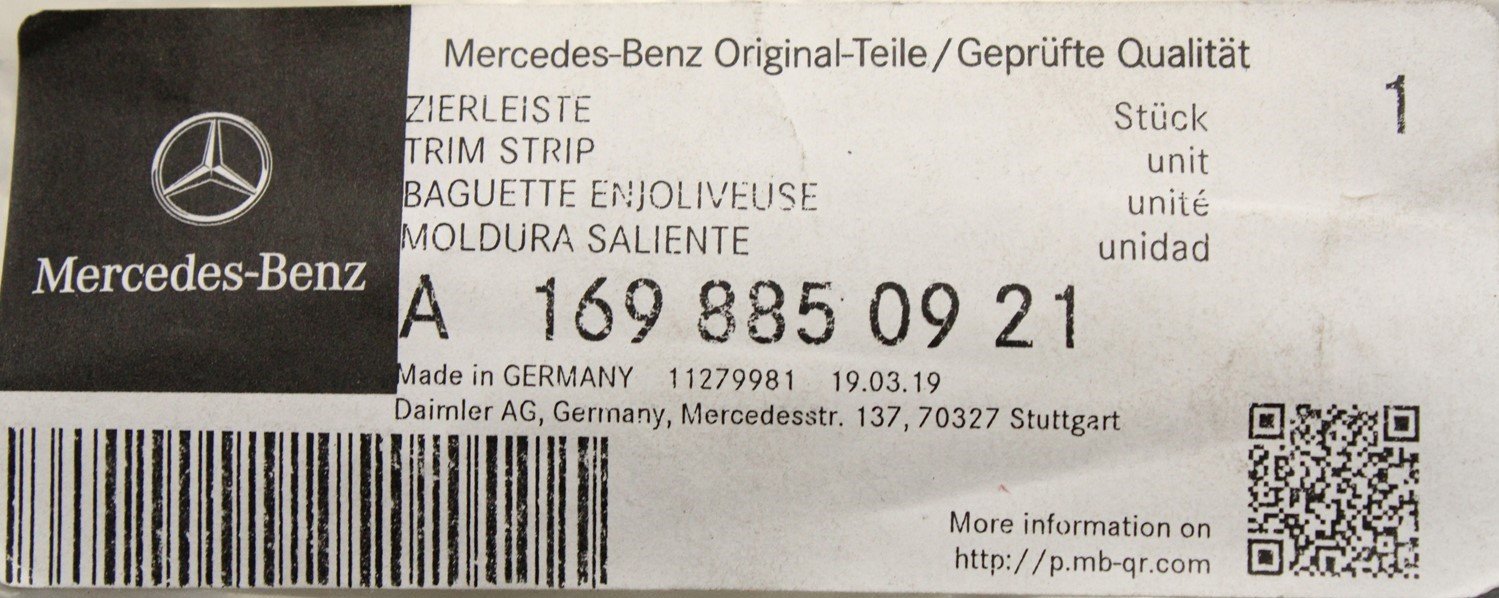 Mercedes-Benz
Mercedes-Benz Original-Teile/Geprüfte Qualität
ZIERLEISTE Stück 1
TRIM STRIP unit
BAGUETTE ENJOLIVEUSE unité
MOLDURA SALIENTE unidad
A 169 885 09 21
Made in GERMANY 11279981 19.03.19
Daimler AG, Germany, Mercedesstr. 137, 70327 Stuttgart
More information on
http://p.mb-qr.com